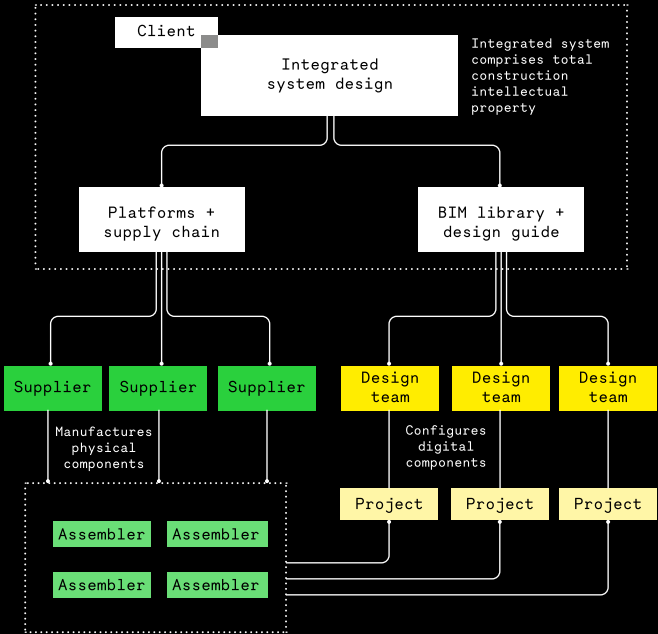 Client
Integrated
system design
Integrated system
comprises total
construction
intellectual
property
Platforms +
supply chain
BIM library +
design guide
Supplier
Supplier
Supplier
Design
team
Design
team
Design
team
Manufactures
physical
components
Configures
digital
components
Project
Project
Project
Assembler
Assembler
Assembler
Assembler